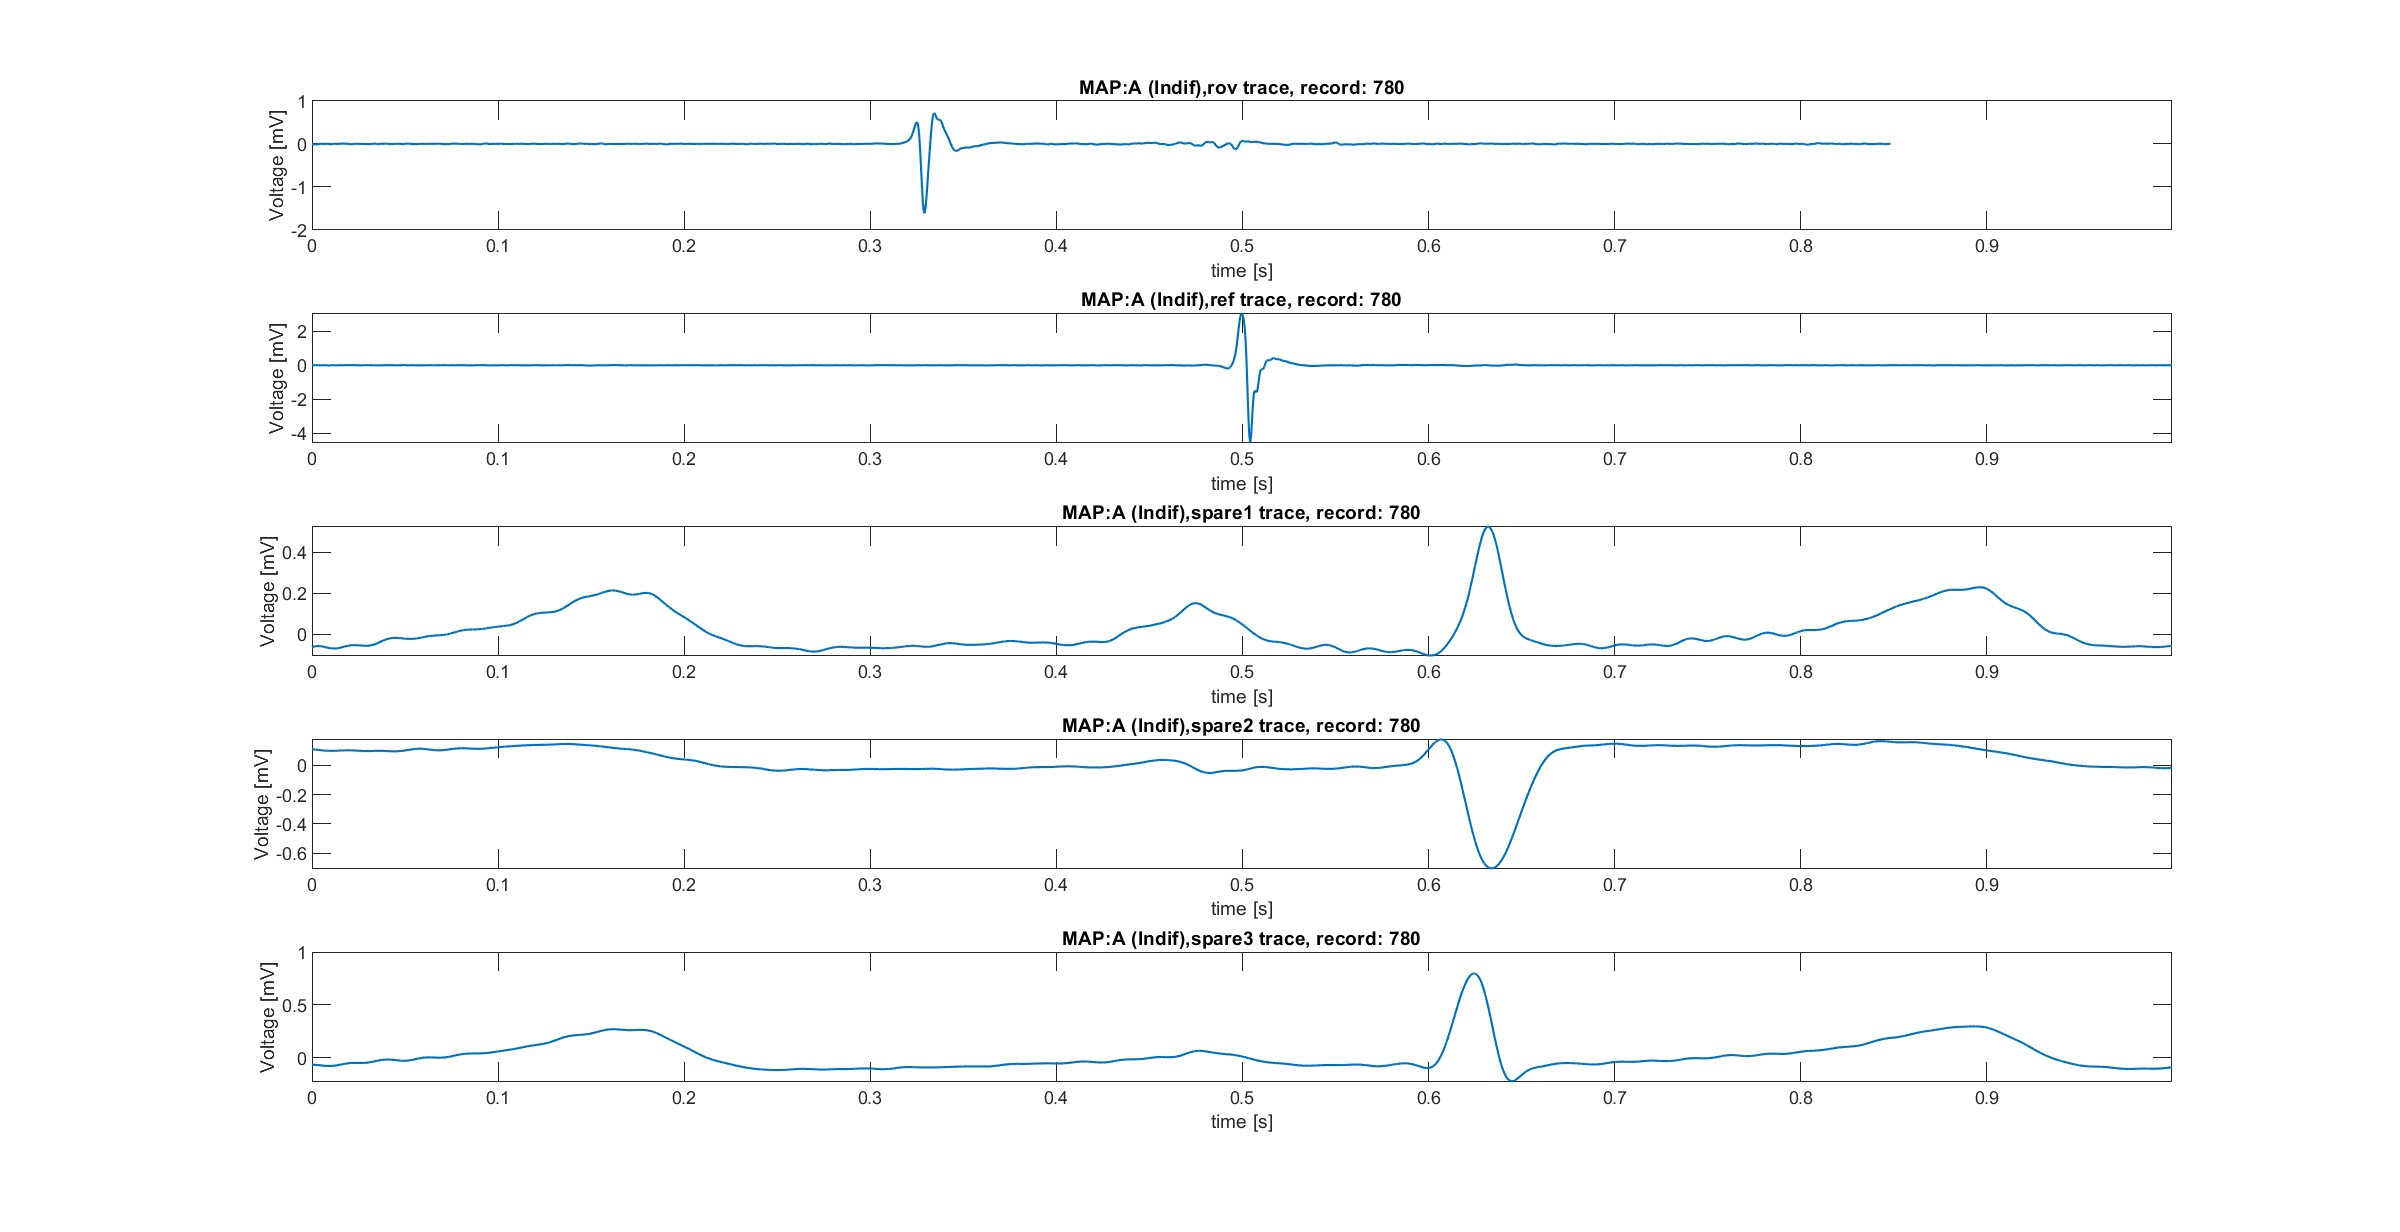 MAP:A (Indif),rov trace, record: 780
Voltage [mV]
1
0
-1
-2
0 0.1 0.2 0.3 0.4 0.5 0.6 0.7 0.8 0.9
time [s]
MAP:A (Indif),ref trace, record: 780
Voltage [mV]
2
0
-2
-4
0 0.1 0.2 0.3 0.4 0.5 0.6 0.7 0.8 0.9
time [s]
MAP:A (Indif),spare1 trace, record: 780
Voltage [mV]
0.4
0.2
0
0 0.1 0.2 0.3 0.4 0.5 0.6 0.7 0.8 0.9
time [s]
MAP:A (Indif),spare2 trace, record: 780
Voltage [mV]
0
-0.2
-0.4
-0.6
0 0.1 0.2 0.3 0.4 0.5 0.6 0.7 0.8 0.9
time [s]
MAP:A (Indif),spare3 trace, record: 780
Voltage [mV]
1
0.5
0
0 0.1 0.2 0.3 0.4 0.5 0.6 0.7 0.8 0.9
time [s]